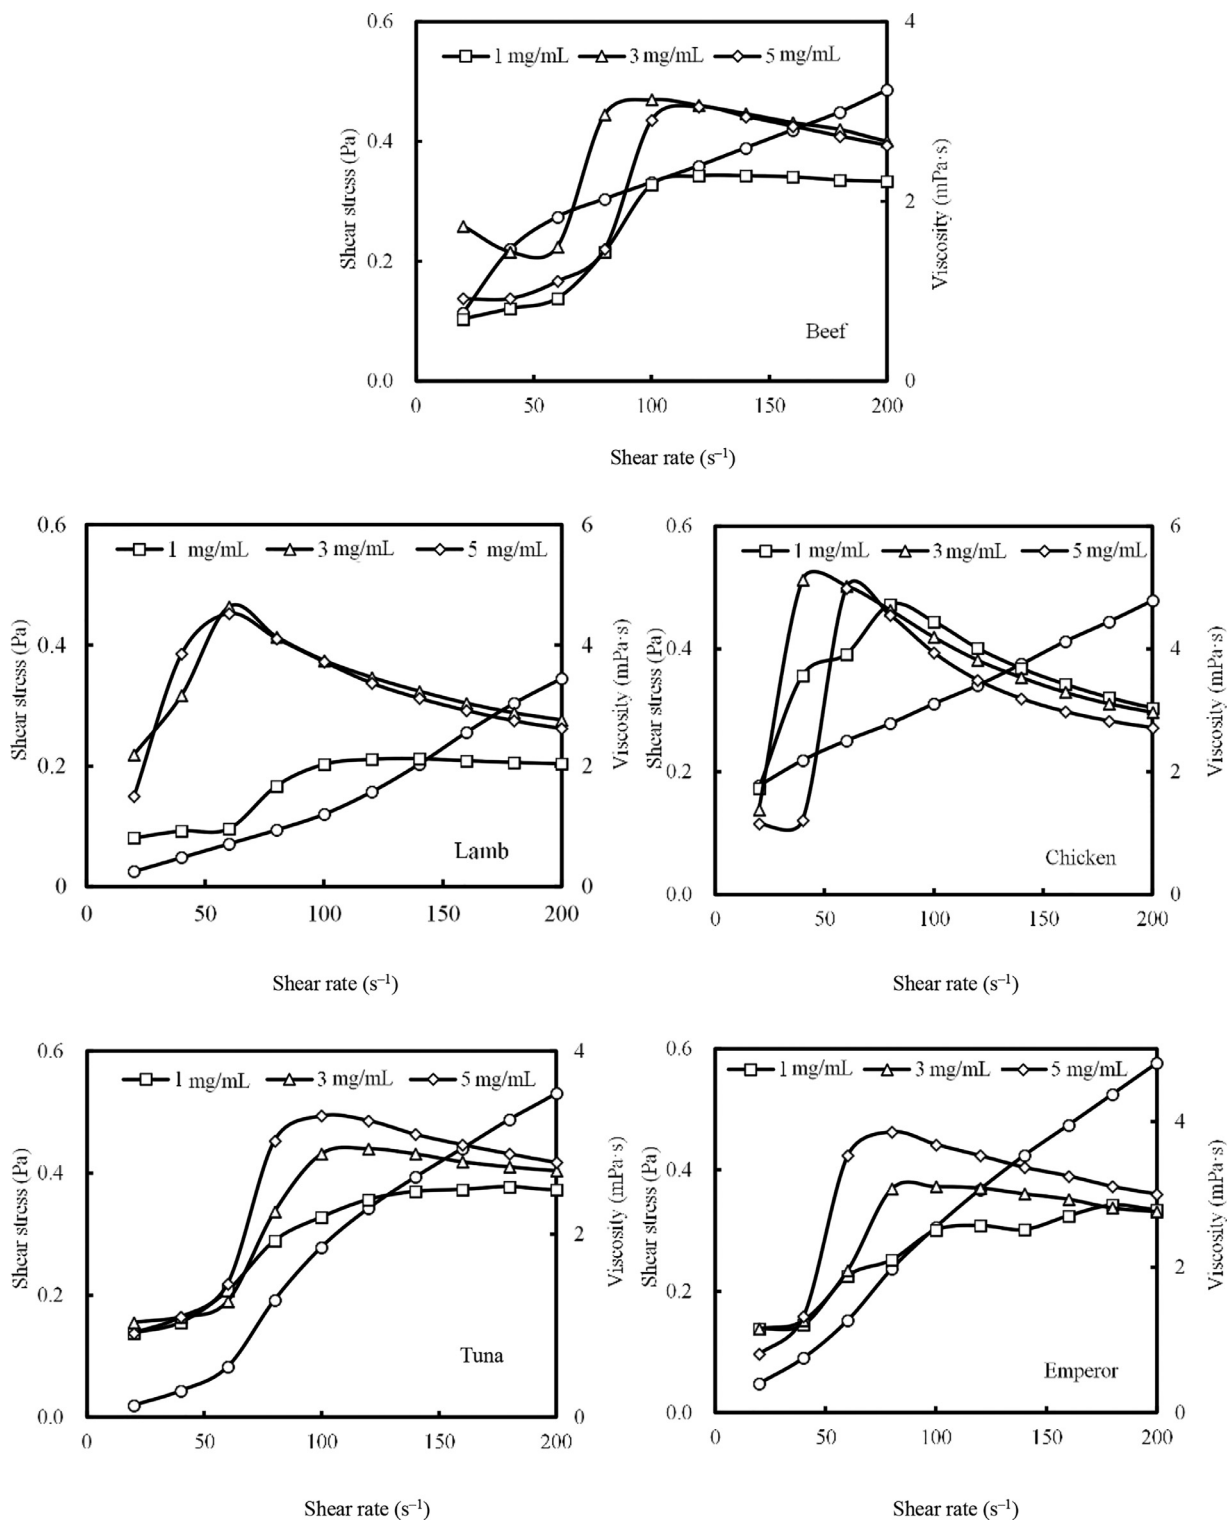 0.6 4
1 mg/mL 3 mg/mL 5 mg/mL
0.4
Shear stress (Pa)
2
Viscosity (mPa·s)
0.2
Beef
0.0 0
0 50 100 150 200
Shear rate (s⁻¹)
0.6 6
1 mg/mL 3 mg/mL 5 mg/mL
0.4 4
Shear stress (Pa)
Viscosity (mPa·s)
0.2 2
Lamb
0 0
0 50 100 150 200
Shear rate (s⁻¹)
0.6 6
1 mg/mL 3 mg/mL 5 mg/mL
0.4 4
Shear stress (Pa)
Viscosity (mPa·s)
0.2 2
Chicken
0.0 0
0 50 100 150 200
Shear rate (s⁻¹)
0.6 4
1 mg/mL 3 mg/mL 5 mg/mL
0.4
Shear stress (Pa)
2
Viscosity (mPa·s)
0.2
Tuna
0.0 0
0 50 100 150 200
Shear rate (s⁻¹)
0.6
1 mg/mL 3 mg/mL 5 mg/mL
4
0.4
Shear stress (Pa)
Viscosity (mPa·s)
2
0.2
Emperor
0.0 0
0 50 100 150 200
Shear rate (s⁻¹)